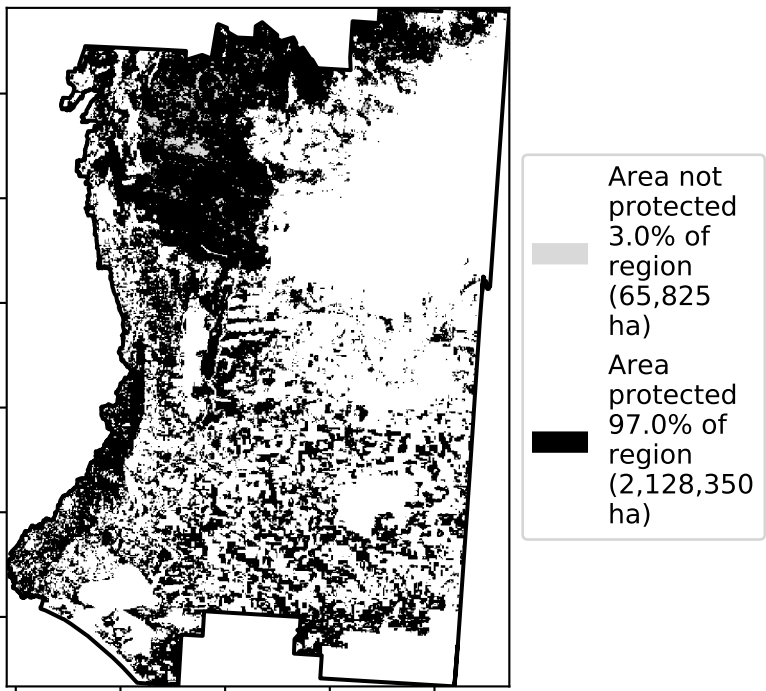 Area not
protected
3.0% of
region
(65,825
ha)
Area
protected
97.0% of
region
(2,128,350
ha)